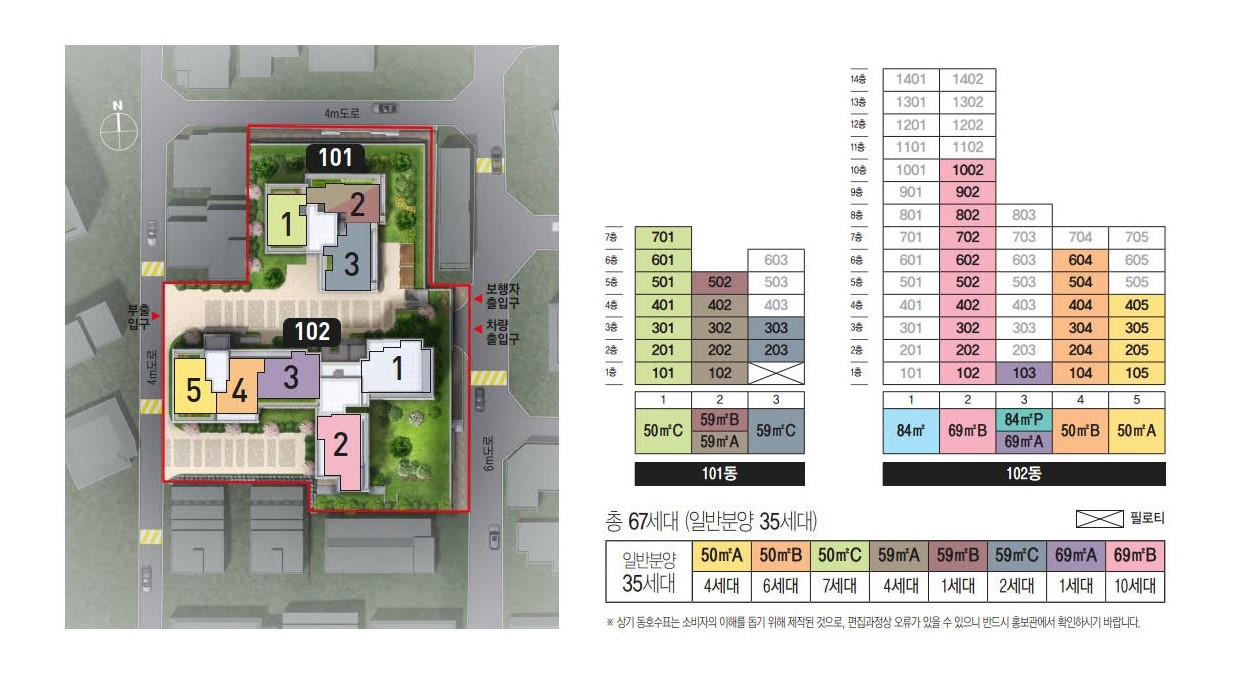 N
4m도로
101
1
2
3
부출
입구
보행자
출입구
차량
출입구
102
4m도로
5
4
3
1
2
6m도로
14층 1401 1402
13층 1301 1302
12층 1201 1202
11층 1101 1102
10층 1001 1002
9층 901 902
8층 801 802 803
7층 701 7층 701 702 703 704 705
6층 601 603 6층 601 602 603 604 605
5층 501 502 503 5층 501 502 503 504 505
4층 401 402 403 4층 401 402 403 404 405
3층 301 302 303 3층 301 302 303 304 305
2층 201 202 203 2층 201 202 203 204 205
1층 101 102 1층 101 102 103 104 105
1 2 3 1 2 3 4 5
50㎡C 59㎡B 59㎡A 59㎡C 84㎡ 69㎡B 84㎡P 69㎡A 50㎡B 50㎡A
101동 102동
총 67세대 (일반분양 35세대) 필로티
일반분양 35세대
50㎡A 50㎡B 50㎡C 59㎡A 59㎡B 59㎡C 69㎡A 69㎡B
4세대 6세대 7세대 4세대 1세대 2세대 1세대 10세대
※ 상기 동호수표는 소비자의 이해를 돕기 위해 제작된 것으로, 편집과정상 오류가 있을 수 있으니 반드시 홍보관에서 확인하시기 바랍니다.